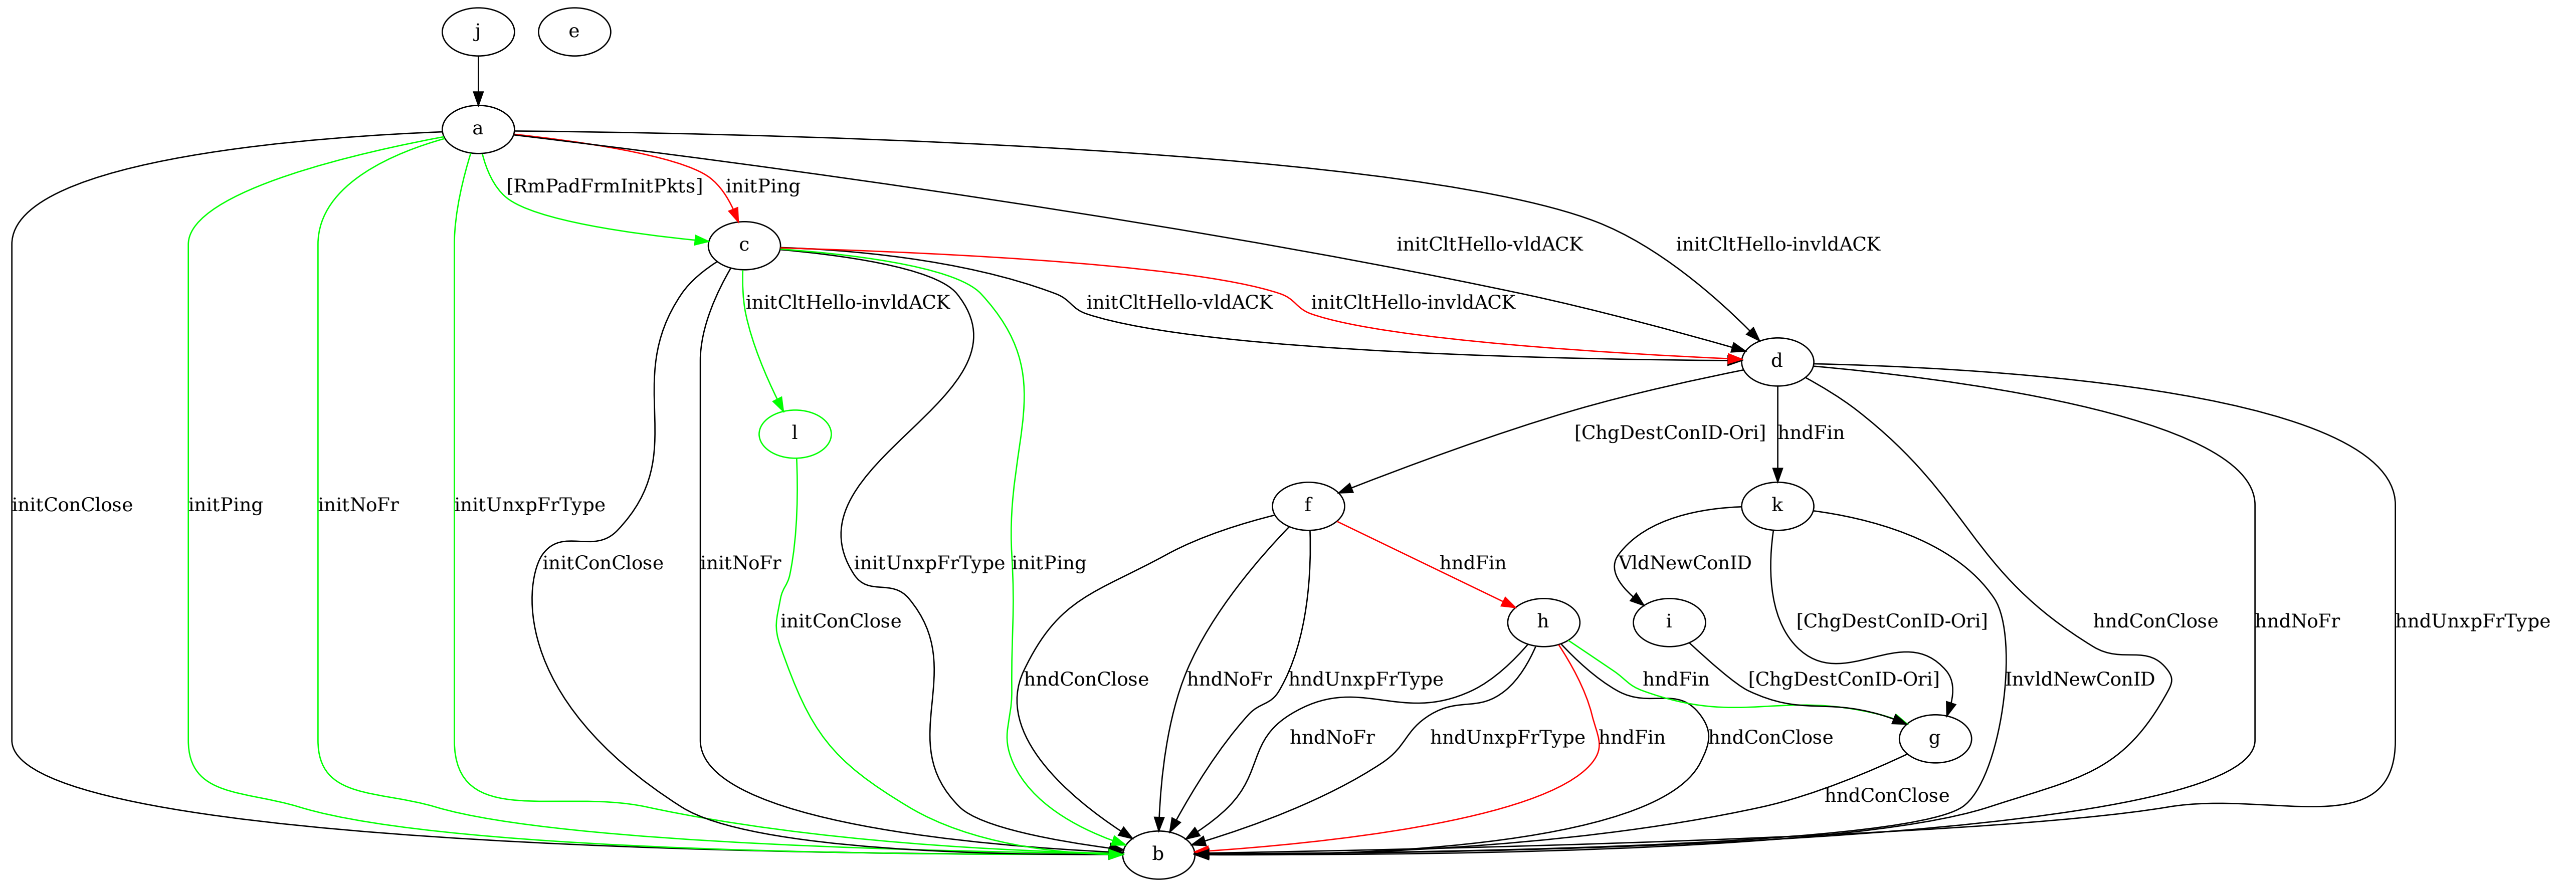 j
e
a
[RmPadFrmInitPkts]
initPing
c
initCltHello-vldACK
initCltHello-invldACK
initCltHello-invldACK
initCltHello-vldACK
initCltHello-invldACK
d
l
[ChgDestConID-Ori]
hndFin
initConClose
initPing
initNoFr
initUnxpFrType
f
k
initConClose
initNoFr
initUnxpFrType
initPing
hndFin
VldNewConID
initConClose
h
i
[ChgDestConID-Ori]
hndConClose
hndNoFr
hndUnxpFrType
hndConClose
hndNoFr
hndUnxpFrType
hndFin
[ChgDestConID-Ori]
InvldNewConID
hndNoFr
hndUnxpFrType
hndFin
hndConClose
g
hndConClose
b